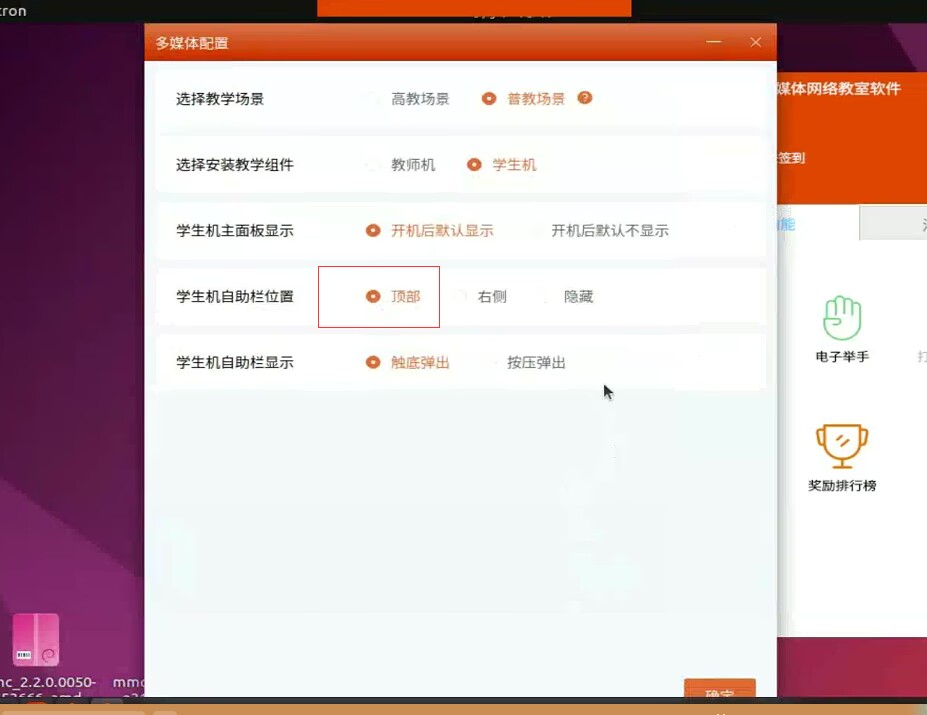 tron
多媒体配置
选择教学场景 高教场景 普教场景 ?
选择安装教学组件 教师机 学生机
学生机主面板显示 开机后默认显示 开机后默认不显示
学生机自助栏位置 顶部 右侧 隐藏
学生机自助栏显示 触底弹出 按压弹出
确定
媒体网络教室软件
签到
能
电子举手
打
奖励排行榜
nc_2.2.0.0050-
mmc